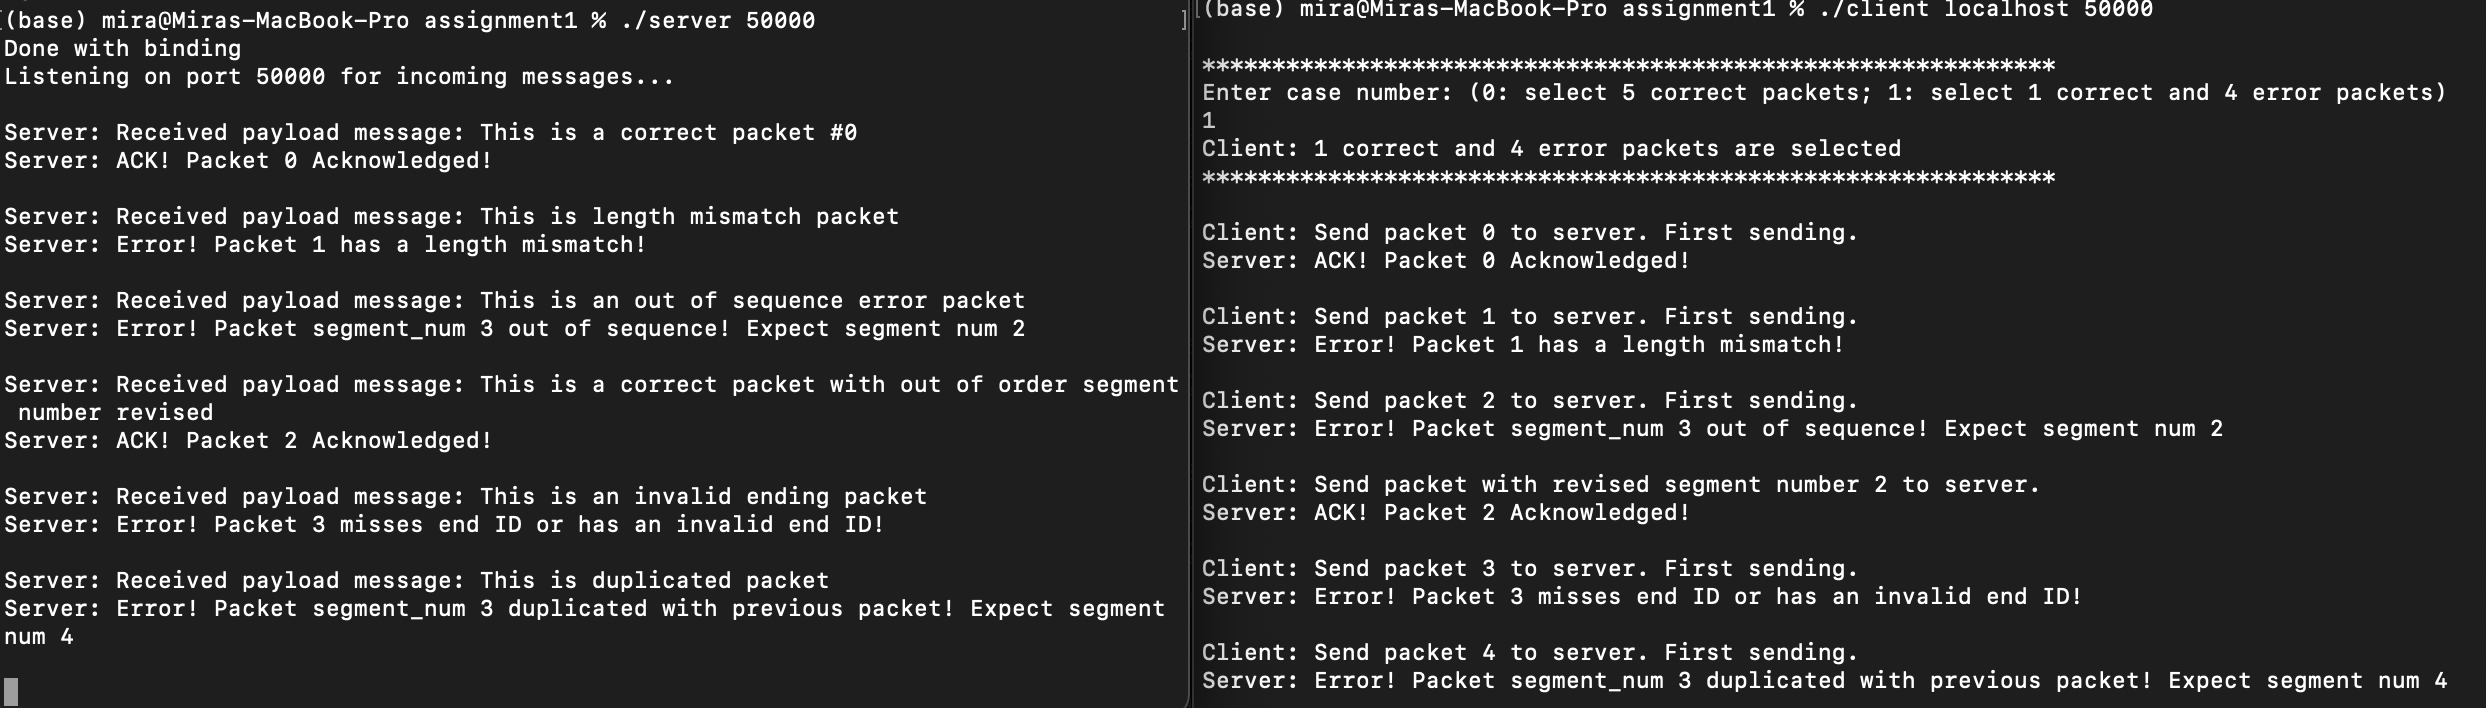 (base) mira@Miras-MacBook-Pro assignment1 % ./server 50000
Done with binding
Listening on port 50000 for incoming messages...
Server: Received payload message: This is a correct packet #0
Server: ACK! Packet 0 Acknowledged!
Server: Received payload message: This is length mismatch packet
Server: Error! Packet 1 has a length mismatch!
Server: Received payload message: This is an out of sequence error packet
Server: Error! Packet segment_num 3 out of sequence! Expect segment num 2
Server: Received payload message: This is a correct packet with out of order segment
number revised
Server: ACK! Packet 2 Acknowledged!
Server: Received payload message: This is an invalid ending packet
Server: Error! Packet 3 misses end ID or has an invalid end ID!
Server: Received payload message: This is duplicated packet
Server: Error! Packet segment_num 3 duplicated with previous packet! Expect segment
num 4
(base) mira@Miras-MacBook-Pro assignment1 % ./client localhost 50000
*************************************************************
Enter case number: (0: select 5 correct packets; 1: select 1 correct and 4 error packets)
1
Client: 1 correct and 4 error packets are selected
*************************************************************
Client: Send packet 0 to server. First sending.
Server: ACK! Packet 0 Acknowledged!
Client: Send packet 1 to server. First sending.
Server: Error! Packet 1 has a length mismatch!
Client: Send packet 2 to server. First sending.
Server: Error! Packet segment_num 3 out of sequence! Expect segment num 2
Client: Send packet with revised segment number 2 to server.
Server: ACK! Packet 2 Acknowledged!
Client: Send packet 3 to server. First sending.
Server: Error! Packet 3 misses end ID or has an invalid end ID!
Client: Send packet 4 to server. First sending.
Server: Error! Packet segment_num 3 duplicated with previous packet! Expect segment num 4